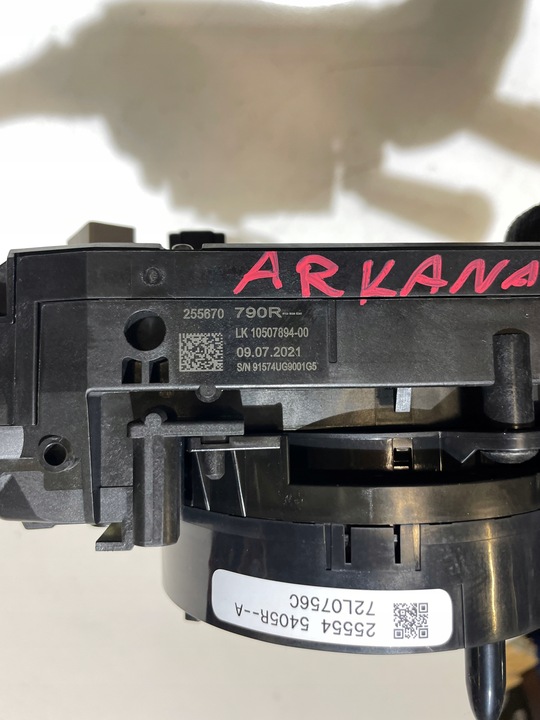 ARKANA
255670 790R---
LK 10507894-00
09.07.2021
S/N 91574UG9001G5
25554 5405R--A
72L0756C